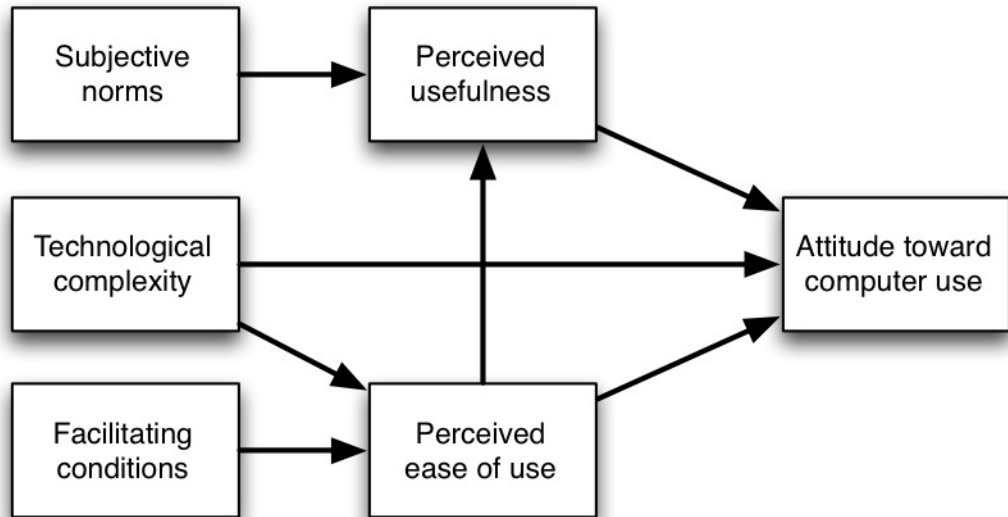 Subjective
norms
Perceived
usefulness
Technological
complexity
Attitude toward
computer use
Facilitating
conditions
Perceived
ease of use